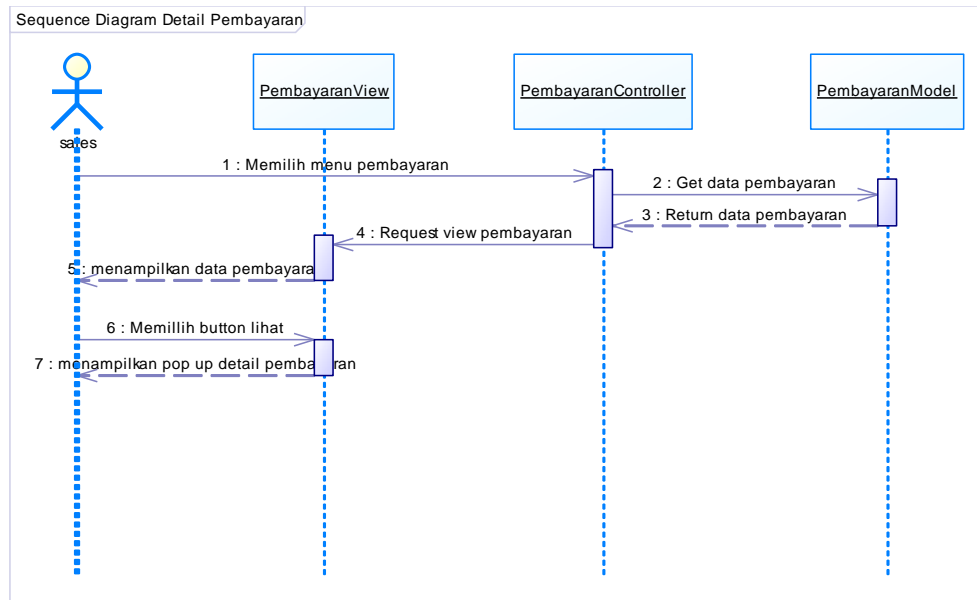 Sequence Diagram Detail Pembayaran
PembayaranView
PembayaranController
PembayaranModel
sales
1 : Memilih menu pembayaran
2 : Get data pembayaran
3 : Return data pembayaran
4 : Request view pembayaran
5 : menampilkan data pembayara
6 : Memillih button lihat
7 : menampilkan pop up detail pembayaran